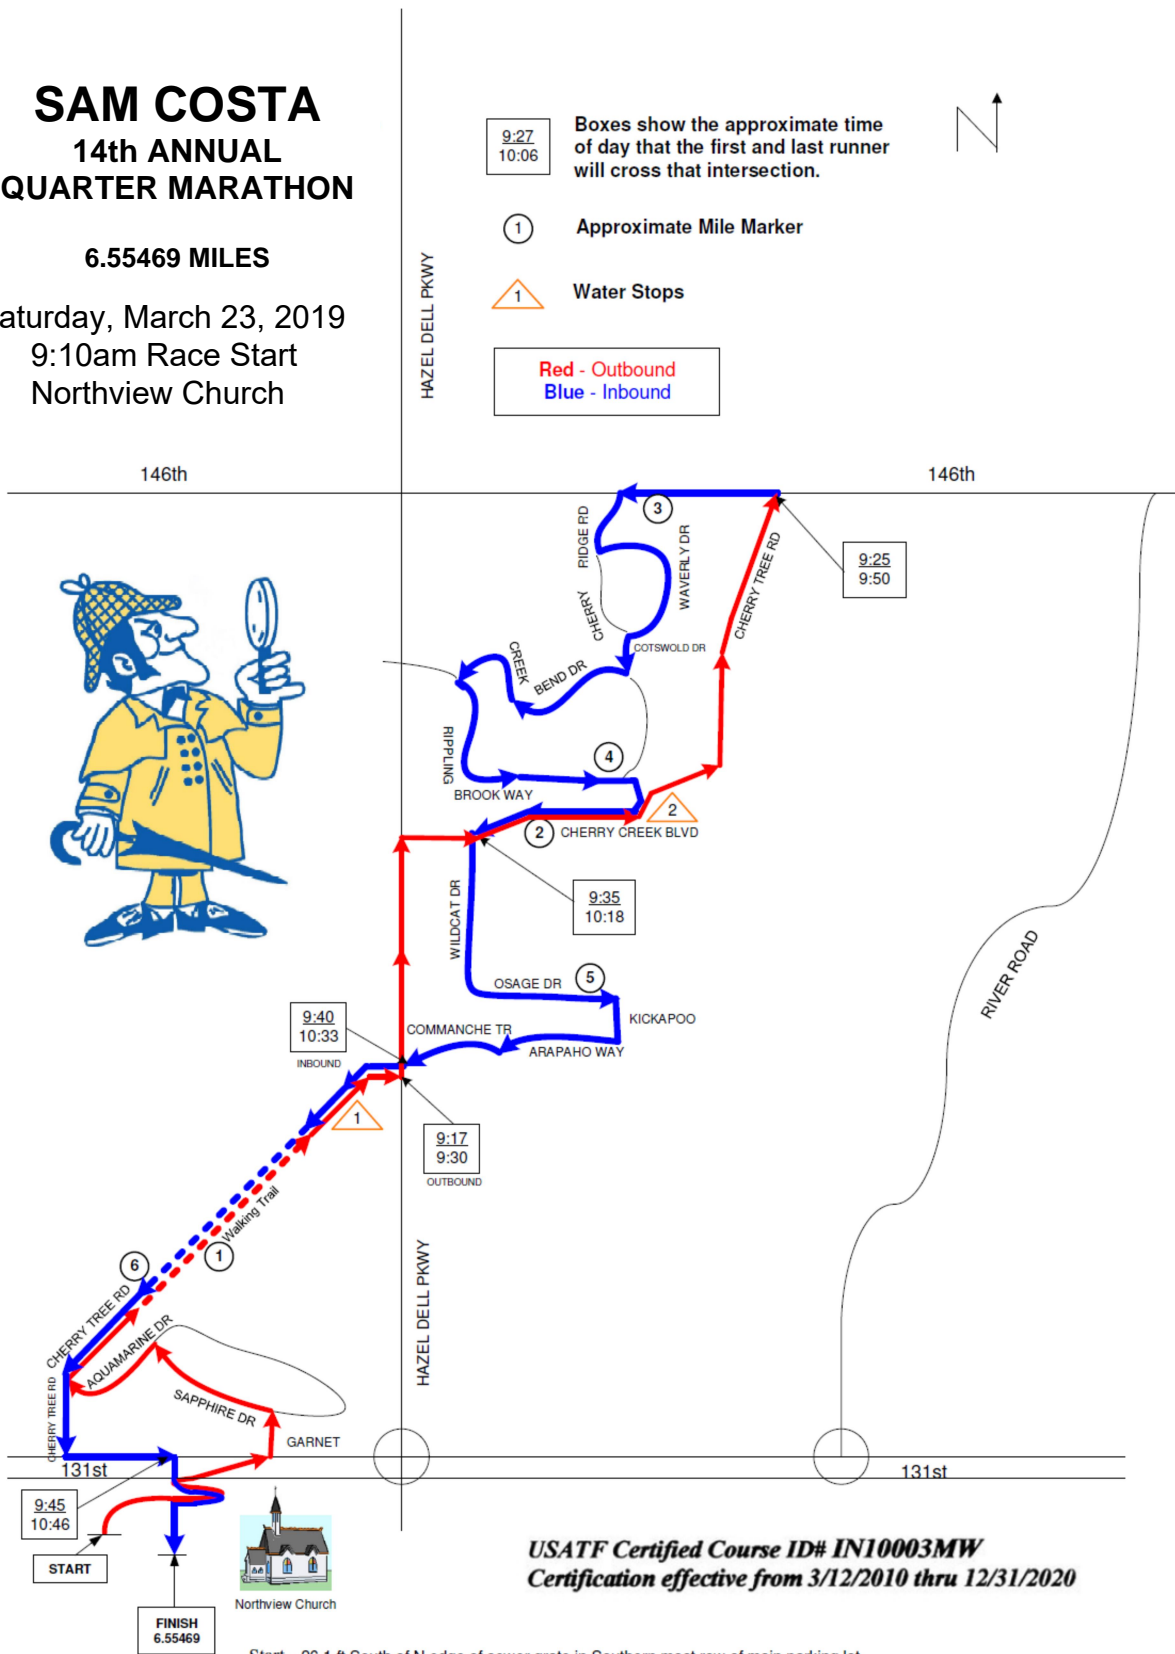 SAM COSTA
14th ANNUAL
QUARTER MARATHON
6.55469 MILES
aturday, March 23, 2019
9:10am Race Start
Northview Church
9:27
10:06
Boxes show the approximate time
of day that the first and last runner
will cross that intersection.
N
1
Approximate Mile Marker
1
Water Stops
Red - Outbound
Blue - Inbound
HAZEL DELL PKWY
146th
146th
3
RIDGE RD
WAVERLY DR
CHERRY TREE RD
9:25
9:50
CHERRY
COTSWOLD DR
CREEK
BEND DR
RIPPLING
4
BROOK WAY
2
2
CHERRY CREEK BLVD
9:35
10:18
WILDCAT DR
OSAGE DR
5
KICKAPOO
RIVER ROAD
9:40
10:33
INBOUND
COMMANCHE TR
ARAPAHO WAY
1
9:17
9:30
OUTBOUND
Walking Trail
1
6
HAZEL DELL PKWY
CHERRY TREE RD
AQUAMARINE DR
CHERRY TREE RD
SAPPHIRE DR
GARNET
131st
131st
9:45
10:46
START
Northview Church
FINISH
6.55469
USATF Certified Course ID# IN10003MW
Certification effective from 3/12/2010 thru 12/31/2020